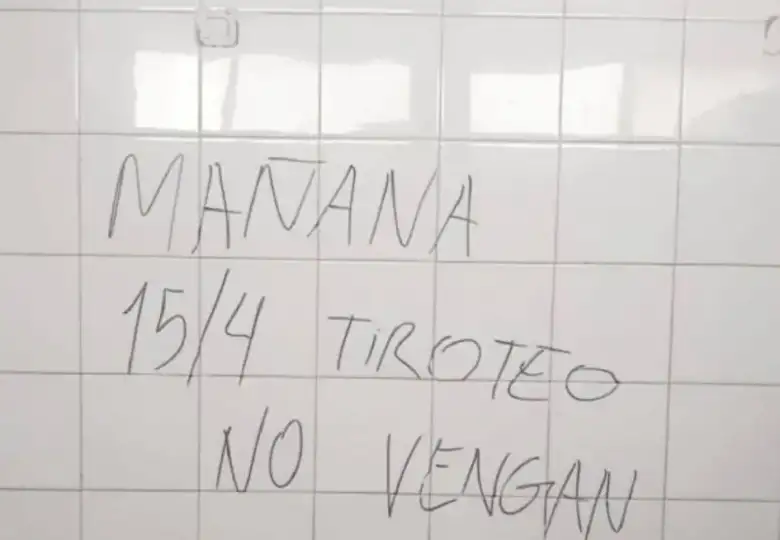 MAÑANA
15/4 TIROTEO
NO VENGAN